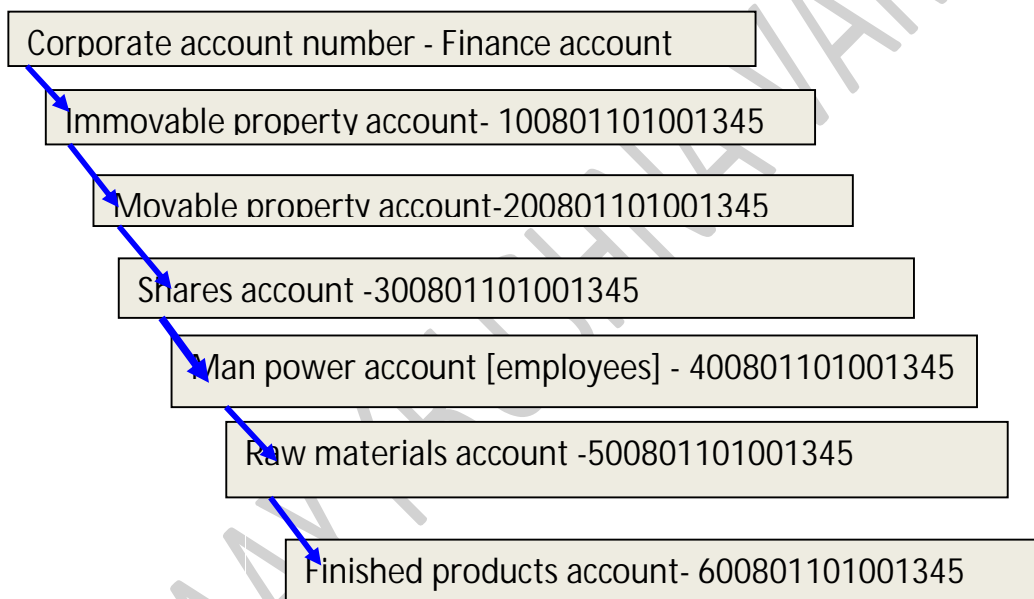 Corporate account number - Finance account
Immovable property account- 100801101001345
Movable property account-200801101001345
Shares account -300801101001345
Man power account [employees] - 400801101001345
Raw materials account -500801101001345
Finished products account- 600801101001345